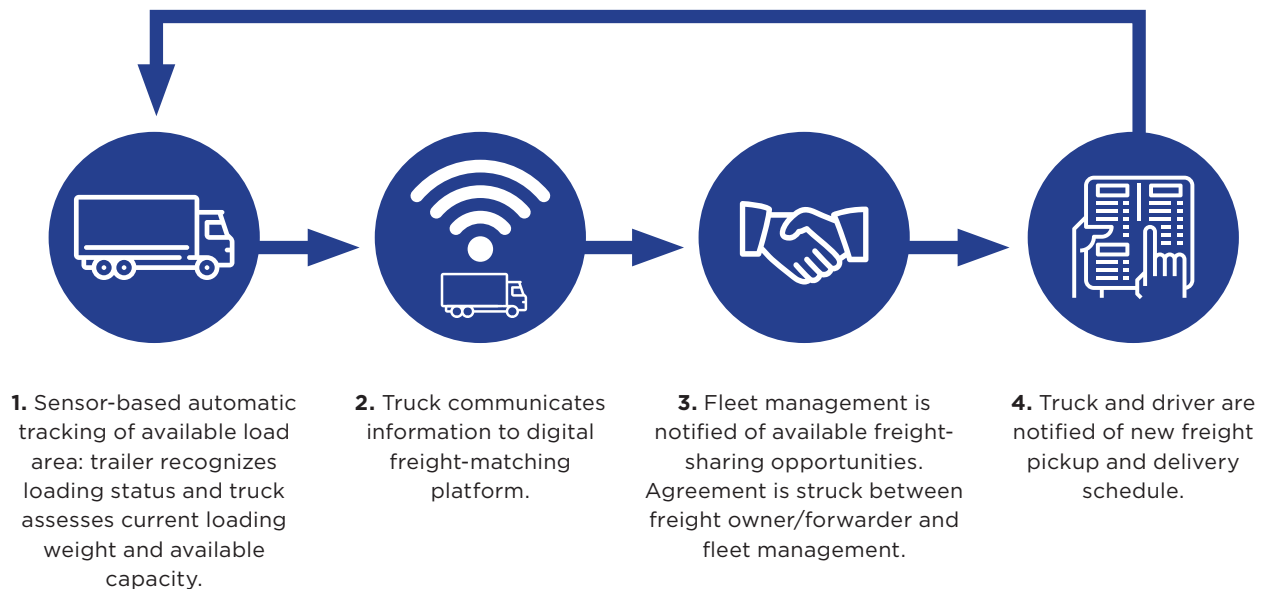 1. Sensor-based automatic
tracking of available load
area: trailer recognizes
loading status and truck
assesses current loading
weight and available
capacity.
2. Truck communicates
information to digital
freight-matching
platform.
3. Fleet management is
notified of available freight-
sharing opportunities.
Agreement is struck between
freight owner/forwarder and
fleet management.
4. Truck and driver are
notified of new freight
pickup and delivery
schedule.